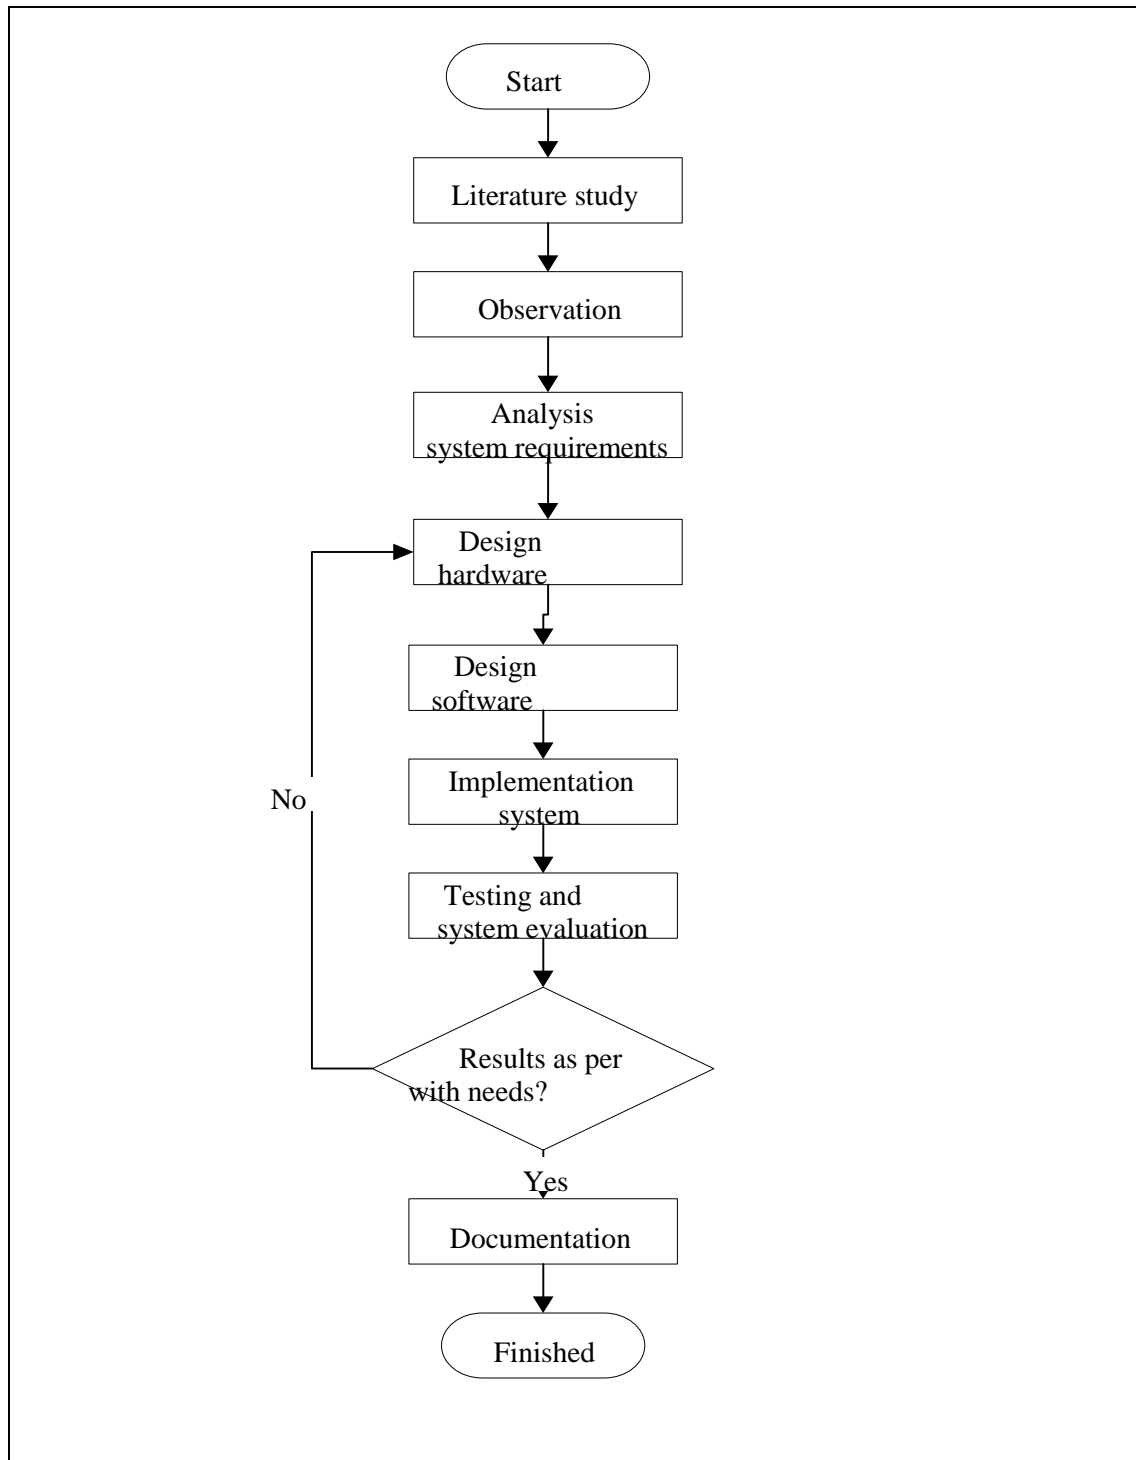 Start
Literature study
Observation
Analysis
system requirements
Design
hardware
Design
software
Implementation
system
No
Testing and
system evaluation
Results as per
with needs?
Yes
Documentation
Finished